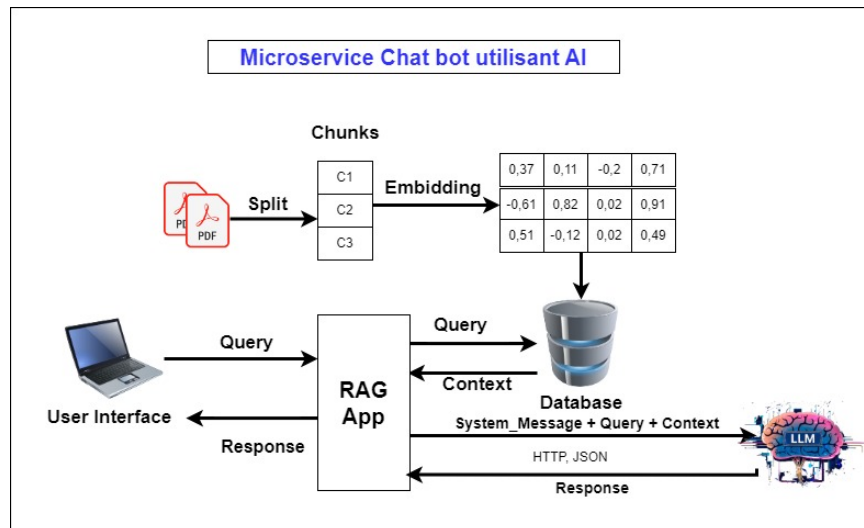 Microservice Chat bot utilisant AI
Chunks
C1
C2
C3
Split
Embidding
PDF
PDF
0,37 0,11 -0,2 0,71
-0,61 0,82 0,02 0,91
0,51 -0,12 0,02 0,49
Query
Query
RAG
App
Context
User Interface
Response
Database
System_Message + Query + Context
LLM
HTTP, JSON
Response